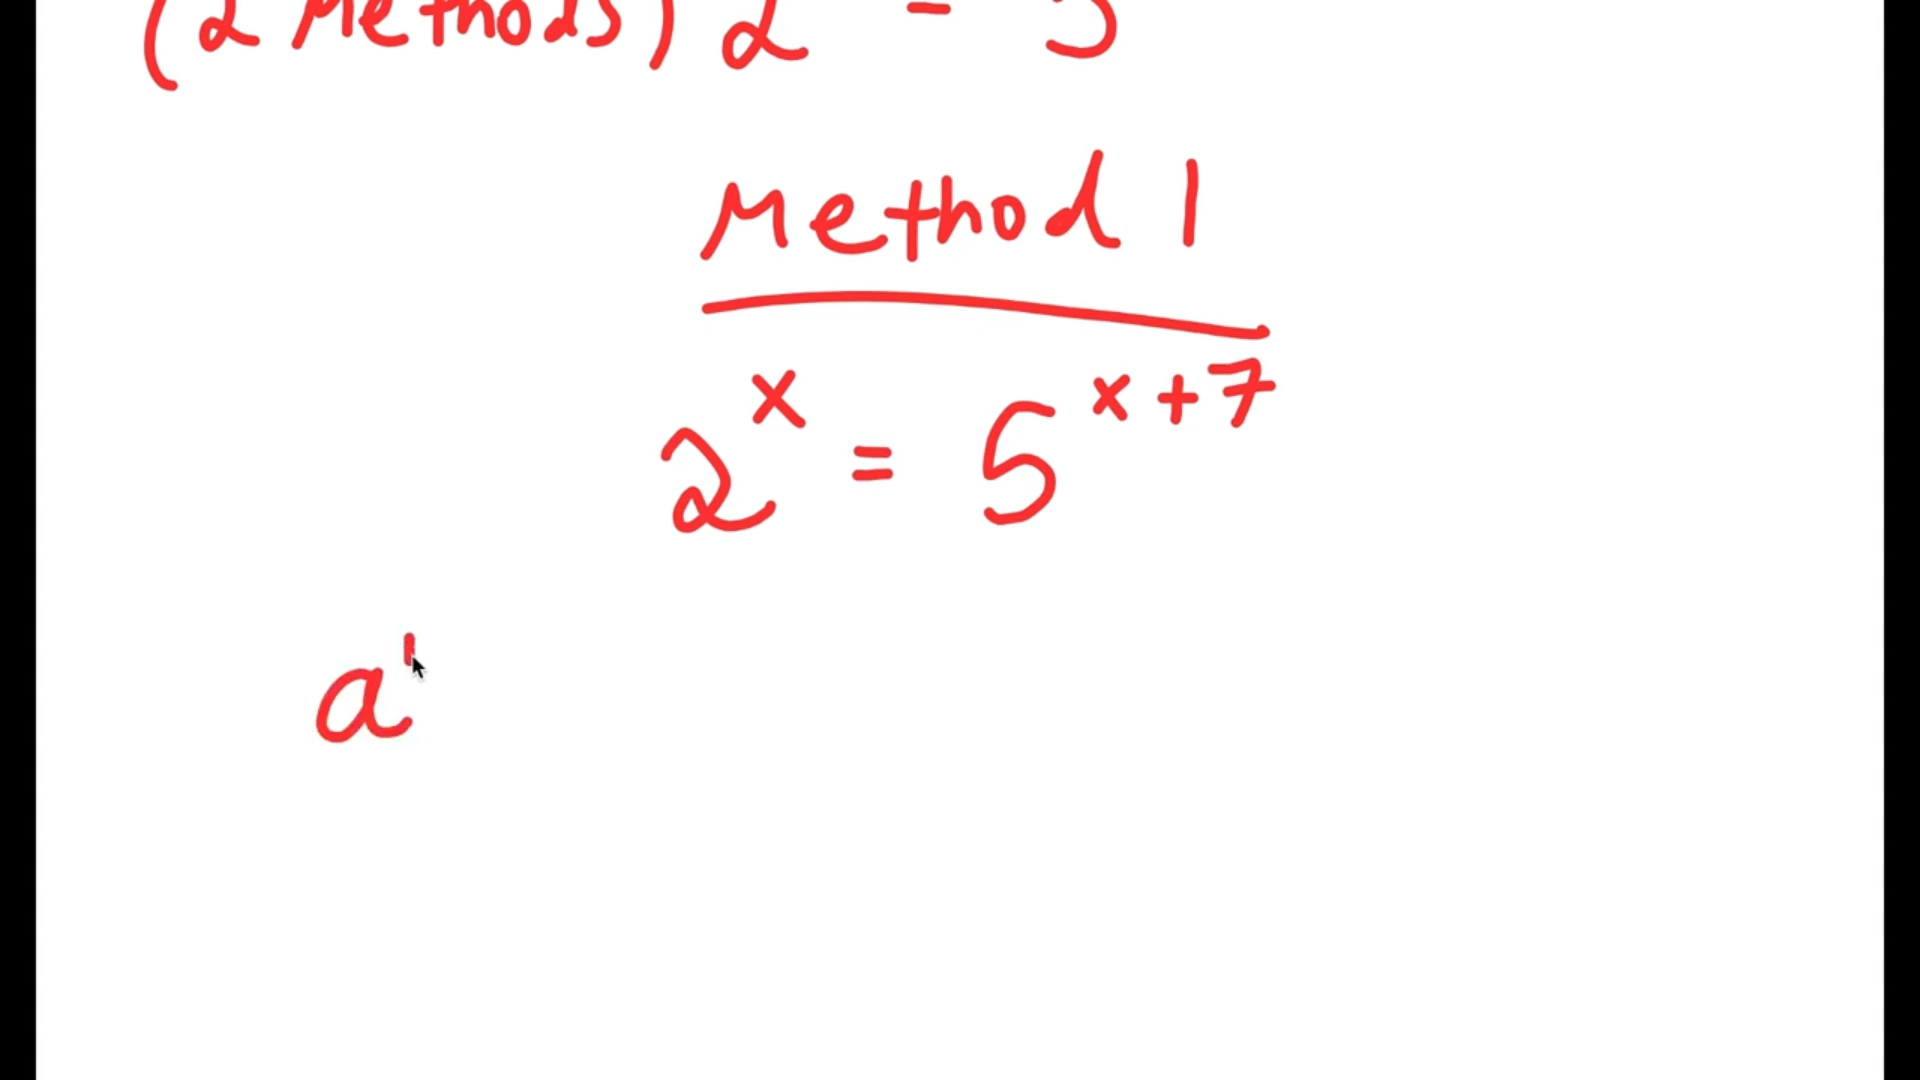 (2 Methods) 2 = 5
Method 1
2^x = 5^x+7
a